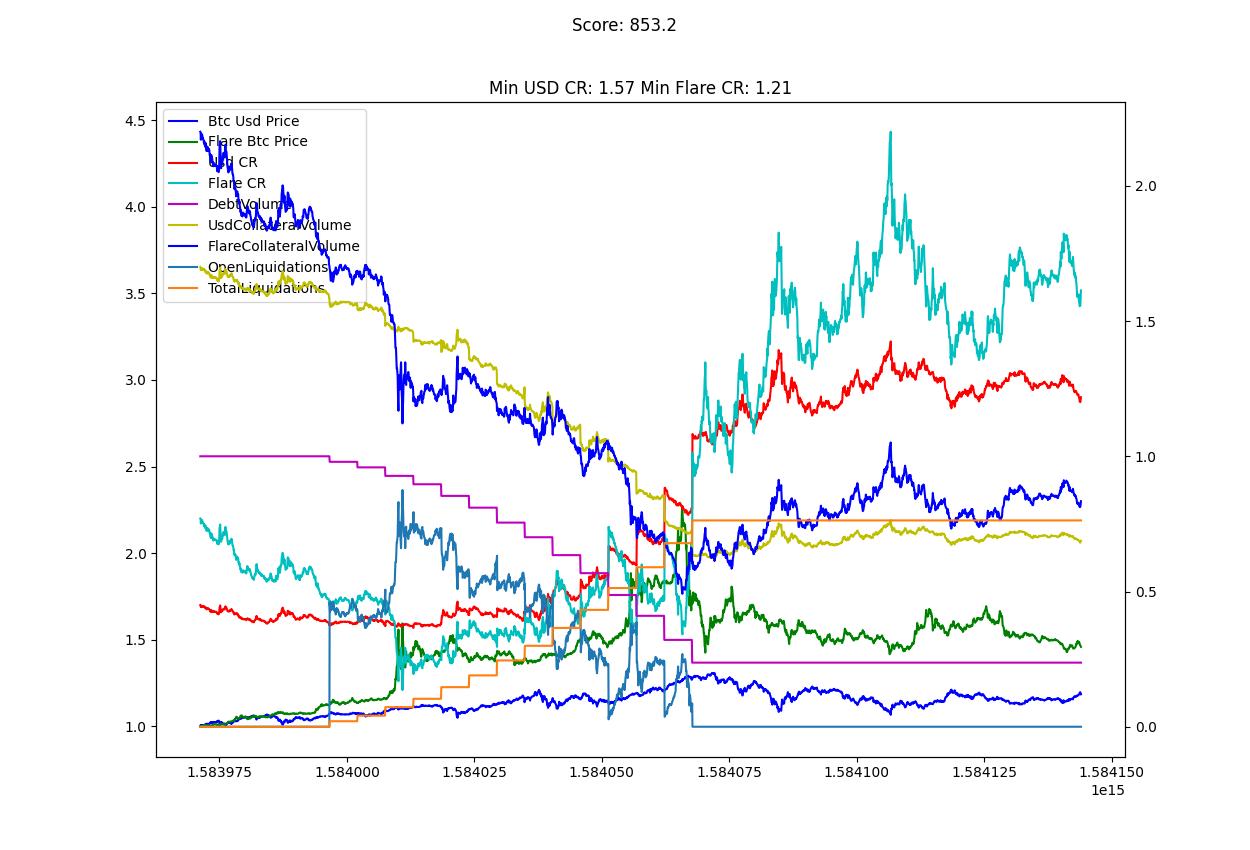 Score: 853.2
Min USD CR: 1.57 Min Flare CR: 1.21
Btc Usd Price
Flare Btc Price
Usd CR
Flare CR
DebtVolume
UsdCollateralVolume
FlareCollateralVolume
OpenLiquidations
TotalLiquidations
4.5
4.0
3.5
3.0
2.5
2.0
1.5
1.0
2.0
1.5
1.0
0.5
0.0
1.583975
1.584000
1.584025
1.584050
1.584075
1.584100
1.584125
1.584150
1e15